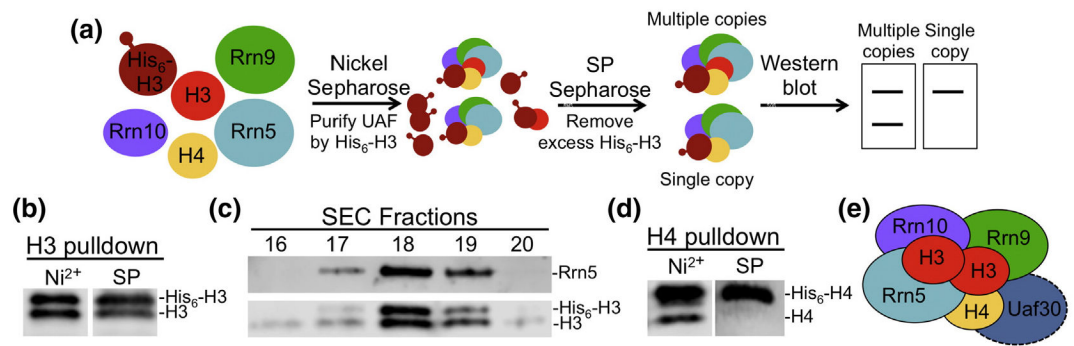 (a)
His₆-
H3
Rrn9
H3
Rrn10
Rrn5
H4
Nickel
Sepharose
Purify UAF
by His₆-H3
SP
Sepharose
Remove
excess His₆-H3
Multiple copies
Single copy
Western
blot
Multiple
copies
Single
copy
(b)
H3 pulldown
Ni²⁺ SP
-His₆-H3
-H3
(c)
SEC Fractions
16 17 18 19 20
-Rrn5
-His₆-H3
-H3
(d)
H4 pulldown
Ni²⁺ SP
-His₆-H4
-H4
(e)
Rrn10
Rrn9
H3
H3
Rrn5
H4
Uaf30